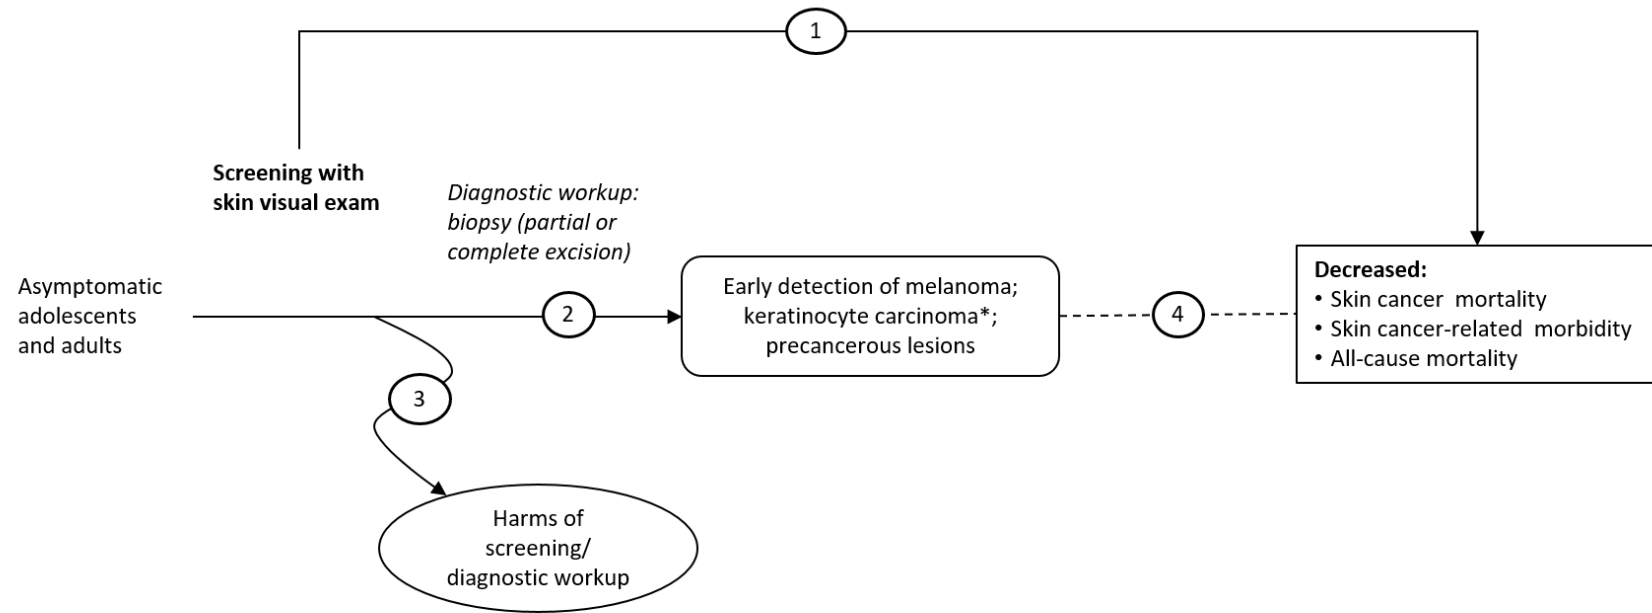 1
Screening with
skin visual exam
Diagnostic workup:
biopsy (partial or
complete excision)
Asymptomatic
adolescents
and adults
2
Early detection of melanoma;
keratinocyte carcinoma*;
precancerous lesions
4
Decreased:
• Skin cancer mortality
• Skin cancer-related morbidity
• All-cause mortality
3
Harms of
screening/
diagnostic workup